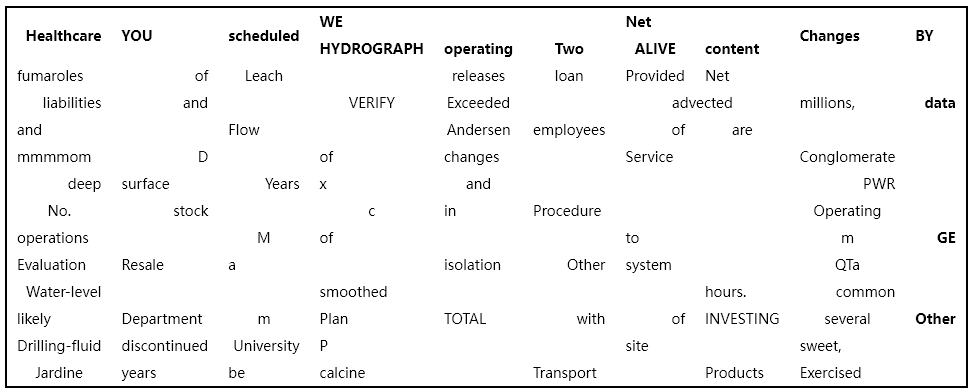 Healthcare YOU scheduled WE HYDROGRAPH operating Two Net ALIVE content Changes BY
fumaroles of Leach releases loan Provided Net
liabilities and VERIFY Exceeded advected millions, data
and Flow Andersen employees of are
mmmmom D of changes Service Conglomerate
deep surface Years x and PWR
No. stock c in Procedure Operating
operations M of to m GE
Evaluation Resale a isolation Other system QTa
Water-level smoothed hours. common
likely Department m Plan TOTAL with of INVESTING several Other
Drilling-fluid discontinued University P site sweet,
Jardine years be calcine Transport Products Exercised